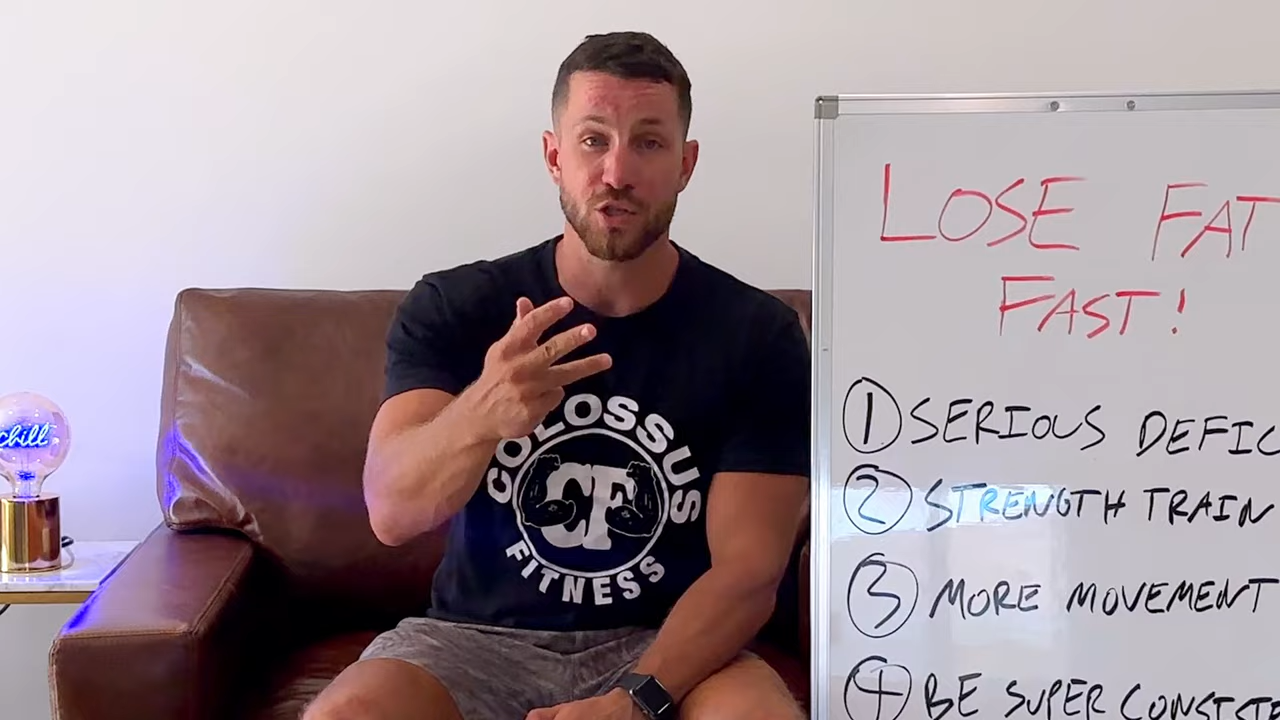 chill
COLOSSUS
CF
FITNESS
LOSE FAT
FAST!
1 SERIOUS DEFIC
2 STRENGTH TRAIN
3 MORE MOVEMENT
4 BE SUPER CONSISTE